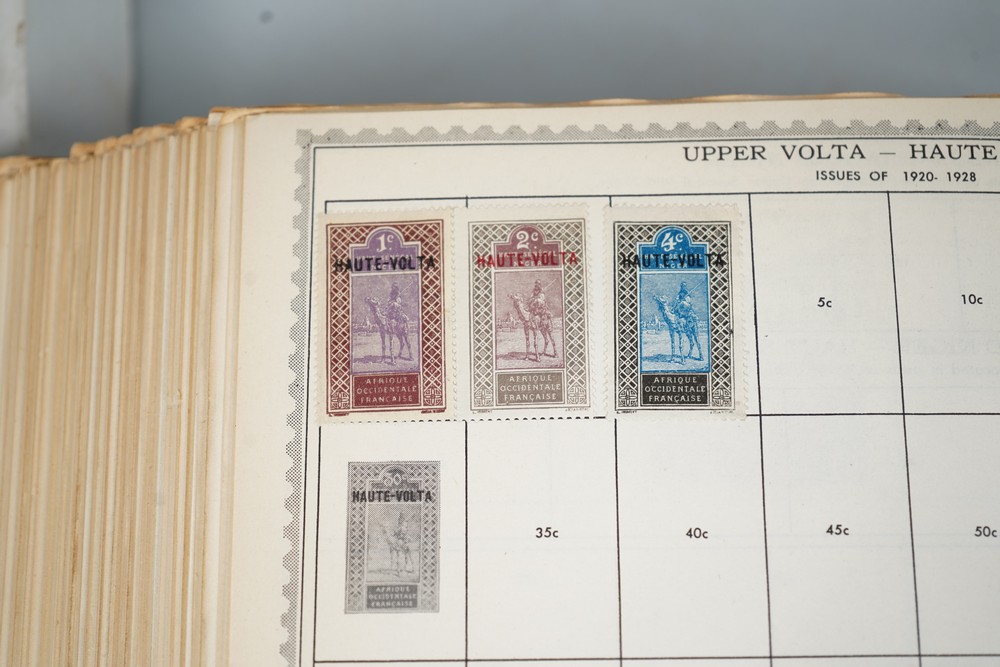 UPPER VOLTA — HAUTE
ISSUES OF 1920-1928
1c
HAUTE-VOLTA
AFRIQUE
OCCIDENTALE
FRANÇAISE
2c
HAUTE-VOLTA
AFRIQUE
OCCIDENTALE
FRANÇAISE
4c
HAUTE-VOLTA
AFRIQUE
OCCIDENTALE
FRANÇAISE
5c
10c
HAUTE-VOLTA
AFRIQUE
OCCIDENTALE
FRANÇAISE
35c
40c
45c
50c